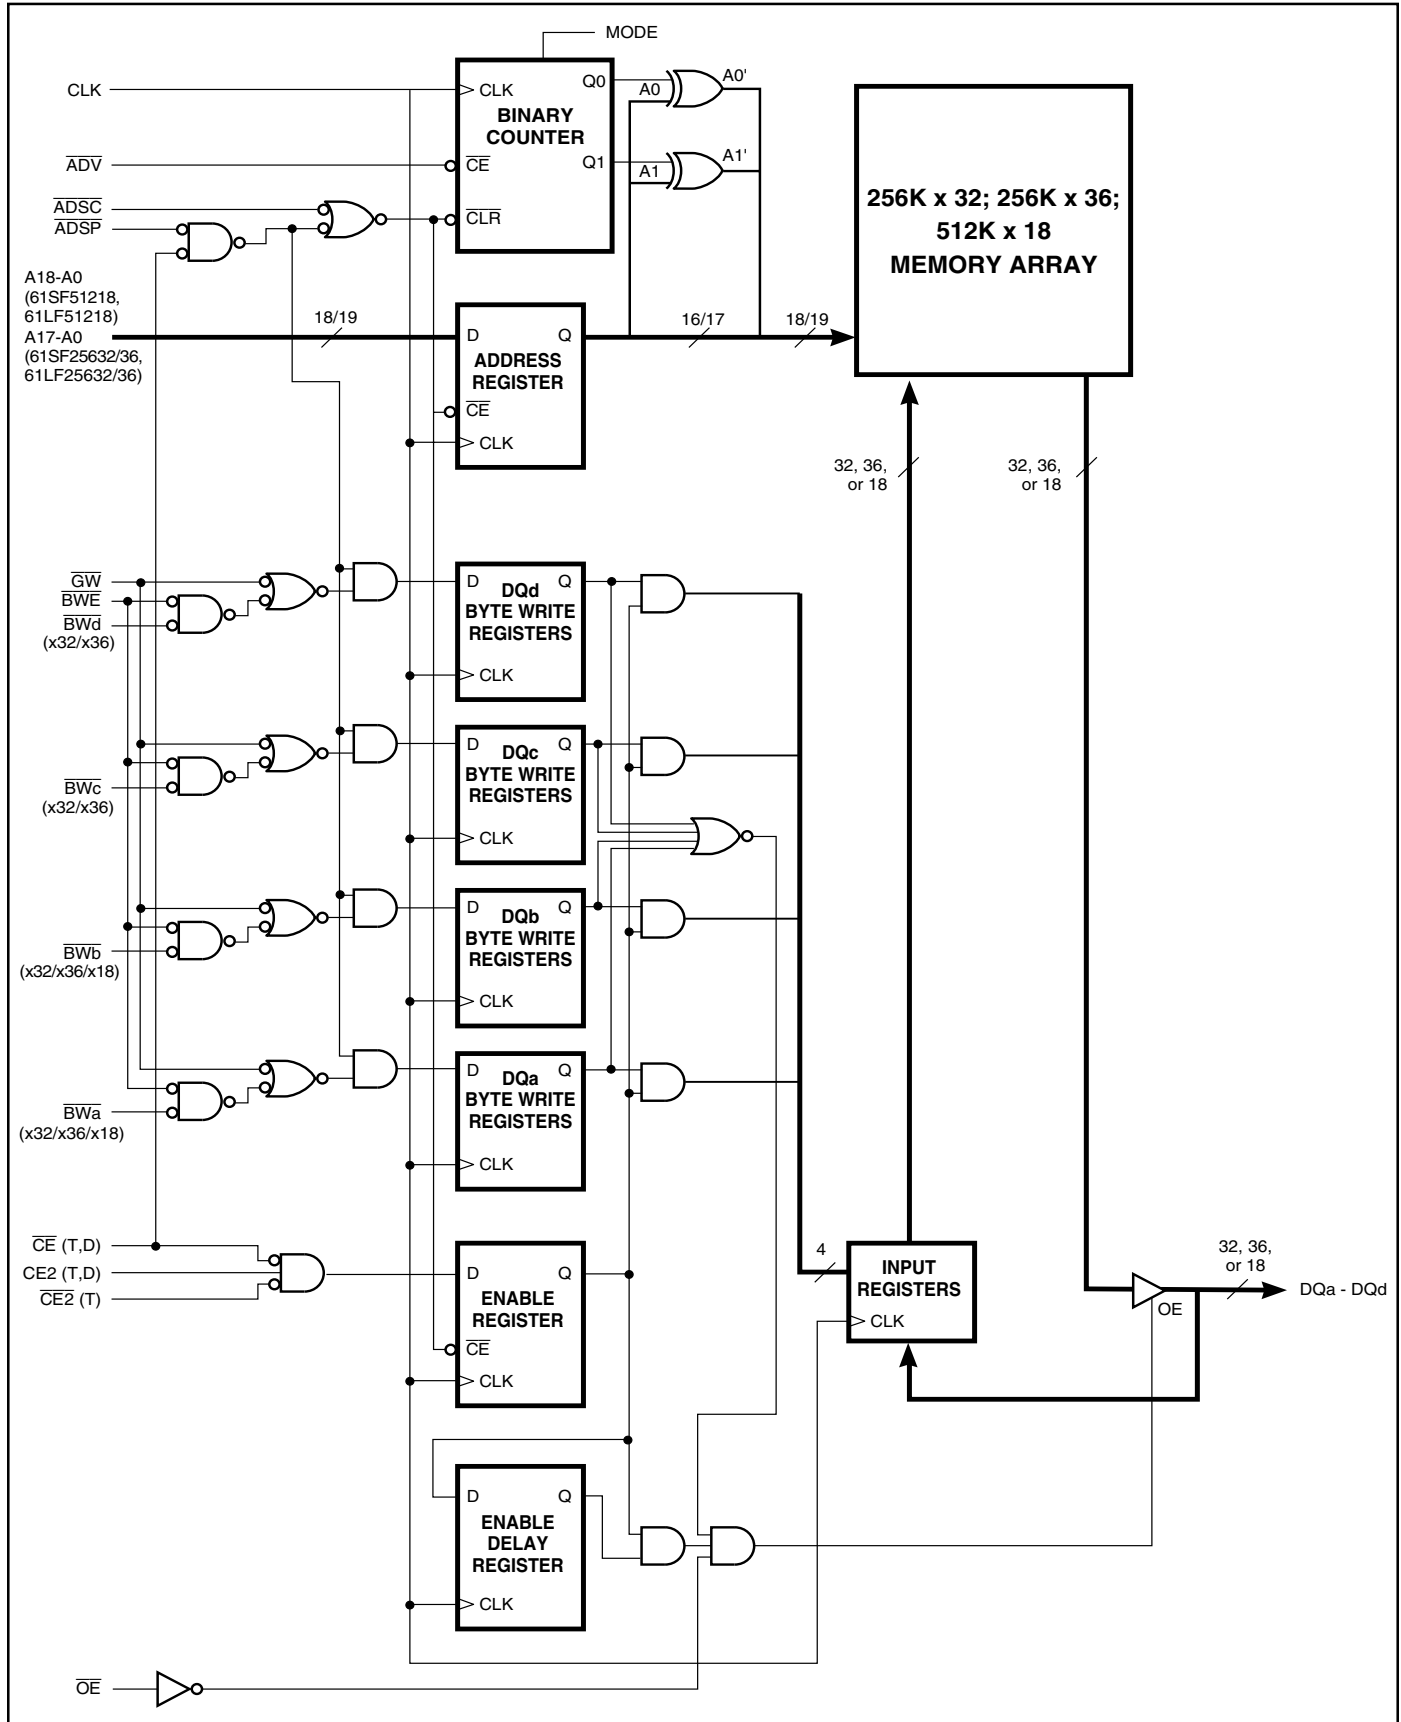 MODE
CLK
CLK
Q0
A0
A0'
BINARY
COUNTER
ADV
CE
Q1
A1
A1'
ADSC
ADSP
CLR
256K x 32; 256K x 36;
512K x 18
MEMORY ARRAY
A18-A0
(61SF51218,
61LF51218)
A17-A0
(61SF25632/36,
61LF25632/36)
18/19
D
Q
ADDRESS
REGISTER
CE
CLK
16/17
18/19
32, 36,
or 18
32, 36,
or 18
GW
BWE
BWd
(x32/x36)
D
Q
DQd
BYTE WRITE
REGISTERS
CLK
BWc
(x32/x36)
D
Q
DQc
BYTE WRITE
REGISTERS
CLK
BWb
(x32/x36/x18)
D
Q
DQb
BYTE WRITE
REGISTERS
CLK
BWa
(x32/x36/x18)
D
Q
DQa
BYTE WRITE
REGISTERS
CLK
CE (T,D)
CE2 (T,D)
CE2 (T)
D
Q
ENABLE
REGISTER
CE
CLK
4
INPUT
REGISTERS
CLK
32, 36,
or 18
OE
DQa - DQd
D
Q
ENABLE
DELAY
REGISTER
CLK
OE